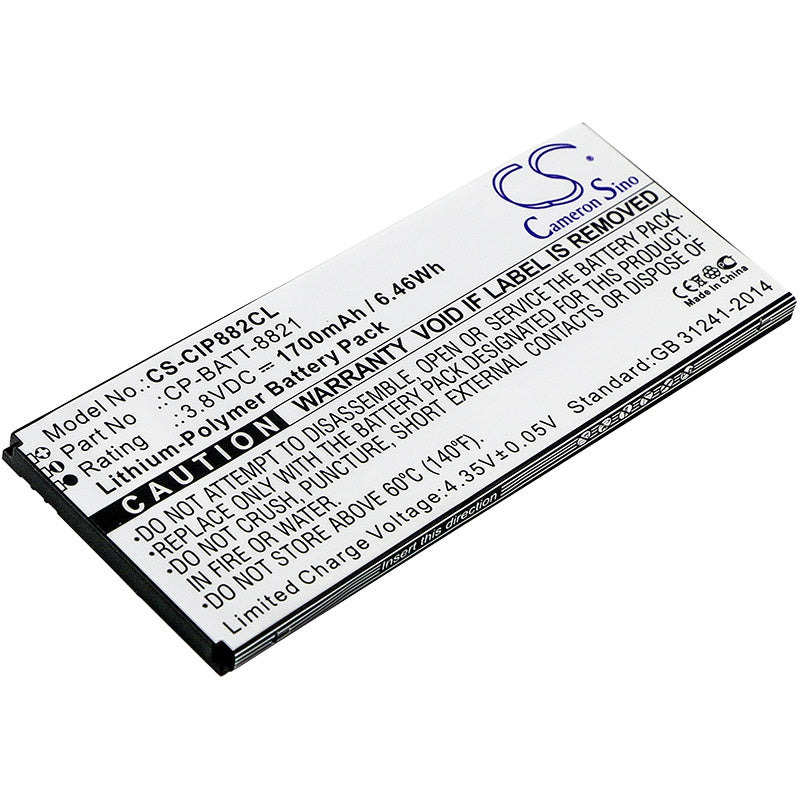 CS®
Cameron Sino
Model No.:CS-CIP882CL
Part No :CP-BATT-8821
Rating :3.8VDC ⎓ 1700mAh / 6.46Wh
Lithium-Polymer Battery Pack
CE
Made In China
CAUTION WARRANTY VOID IF LABEL IS REMOVED
•DO NOT ATTEMPT TO DISASSEMBLE, OPEN OR SERVICE BATTERY.
•REPLACE ONLY WITH THE BATTERY PACK DESIGNATED FOR DEVICE.
•DO NOT CRUSH, PUNCTURE, SHORT EXTERNAL CONTACTS OR DISPOSE
OF IN FIRE OR WATER.
•DO NOT STORE ABOVE 60°C (140°F).
Limited Charge Voltage:4.35V±0.05V
Standard:GB 31241-2014
Insert this direction